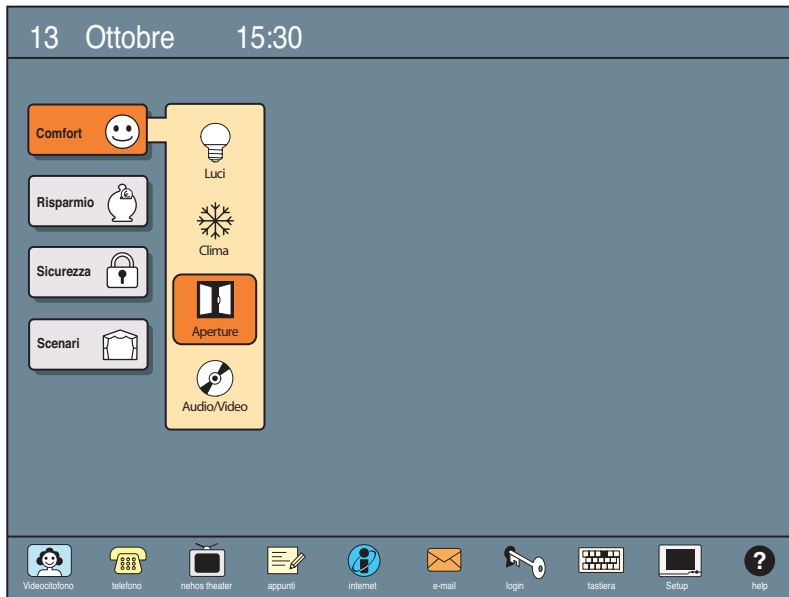 13 Ottobre 15:30
Comfort
Luci
Risparmio
Clima
Sicurezza
Aperture
Scenari
Audio/Video
Videocitofono telefono nehos theater appunti internet e-mail login tastiera Setup help